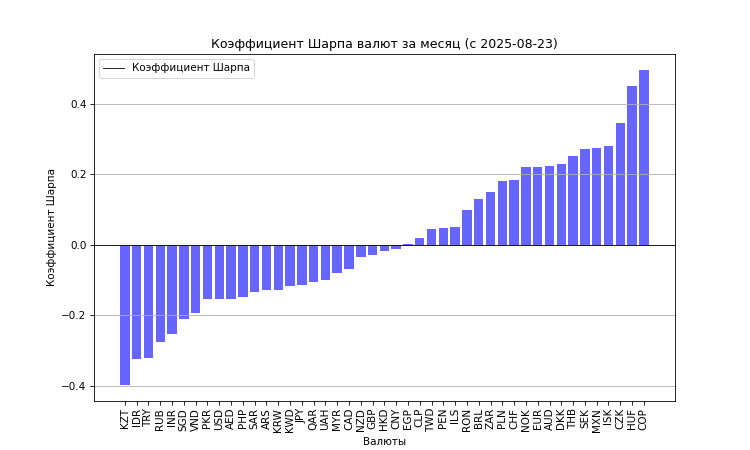 Коэффициент Шарпа валют за месяц (с 2025-08-23)
Коэффициент Шарпа
Коэффициент Шарпа
0.4
0.2
0.0
−0.2
−0.4
KZT IDR TRY RUB INR SGD VND PKR USD AED PHP SAR ARS KRW KWD JPY QAR UAH MYR CAD NZD GBP HKD CNY EGP CLP TWD PEN ILS RON BRL ZAR PLN CHF NOK EUR AUD DKK THB SEK MXN ISK CZK HUF COP
Валюты